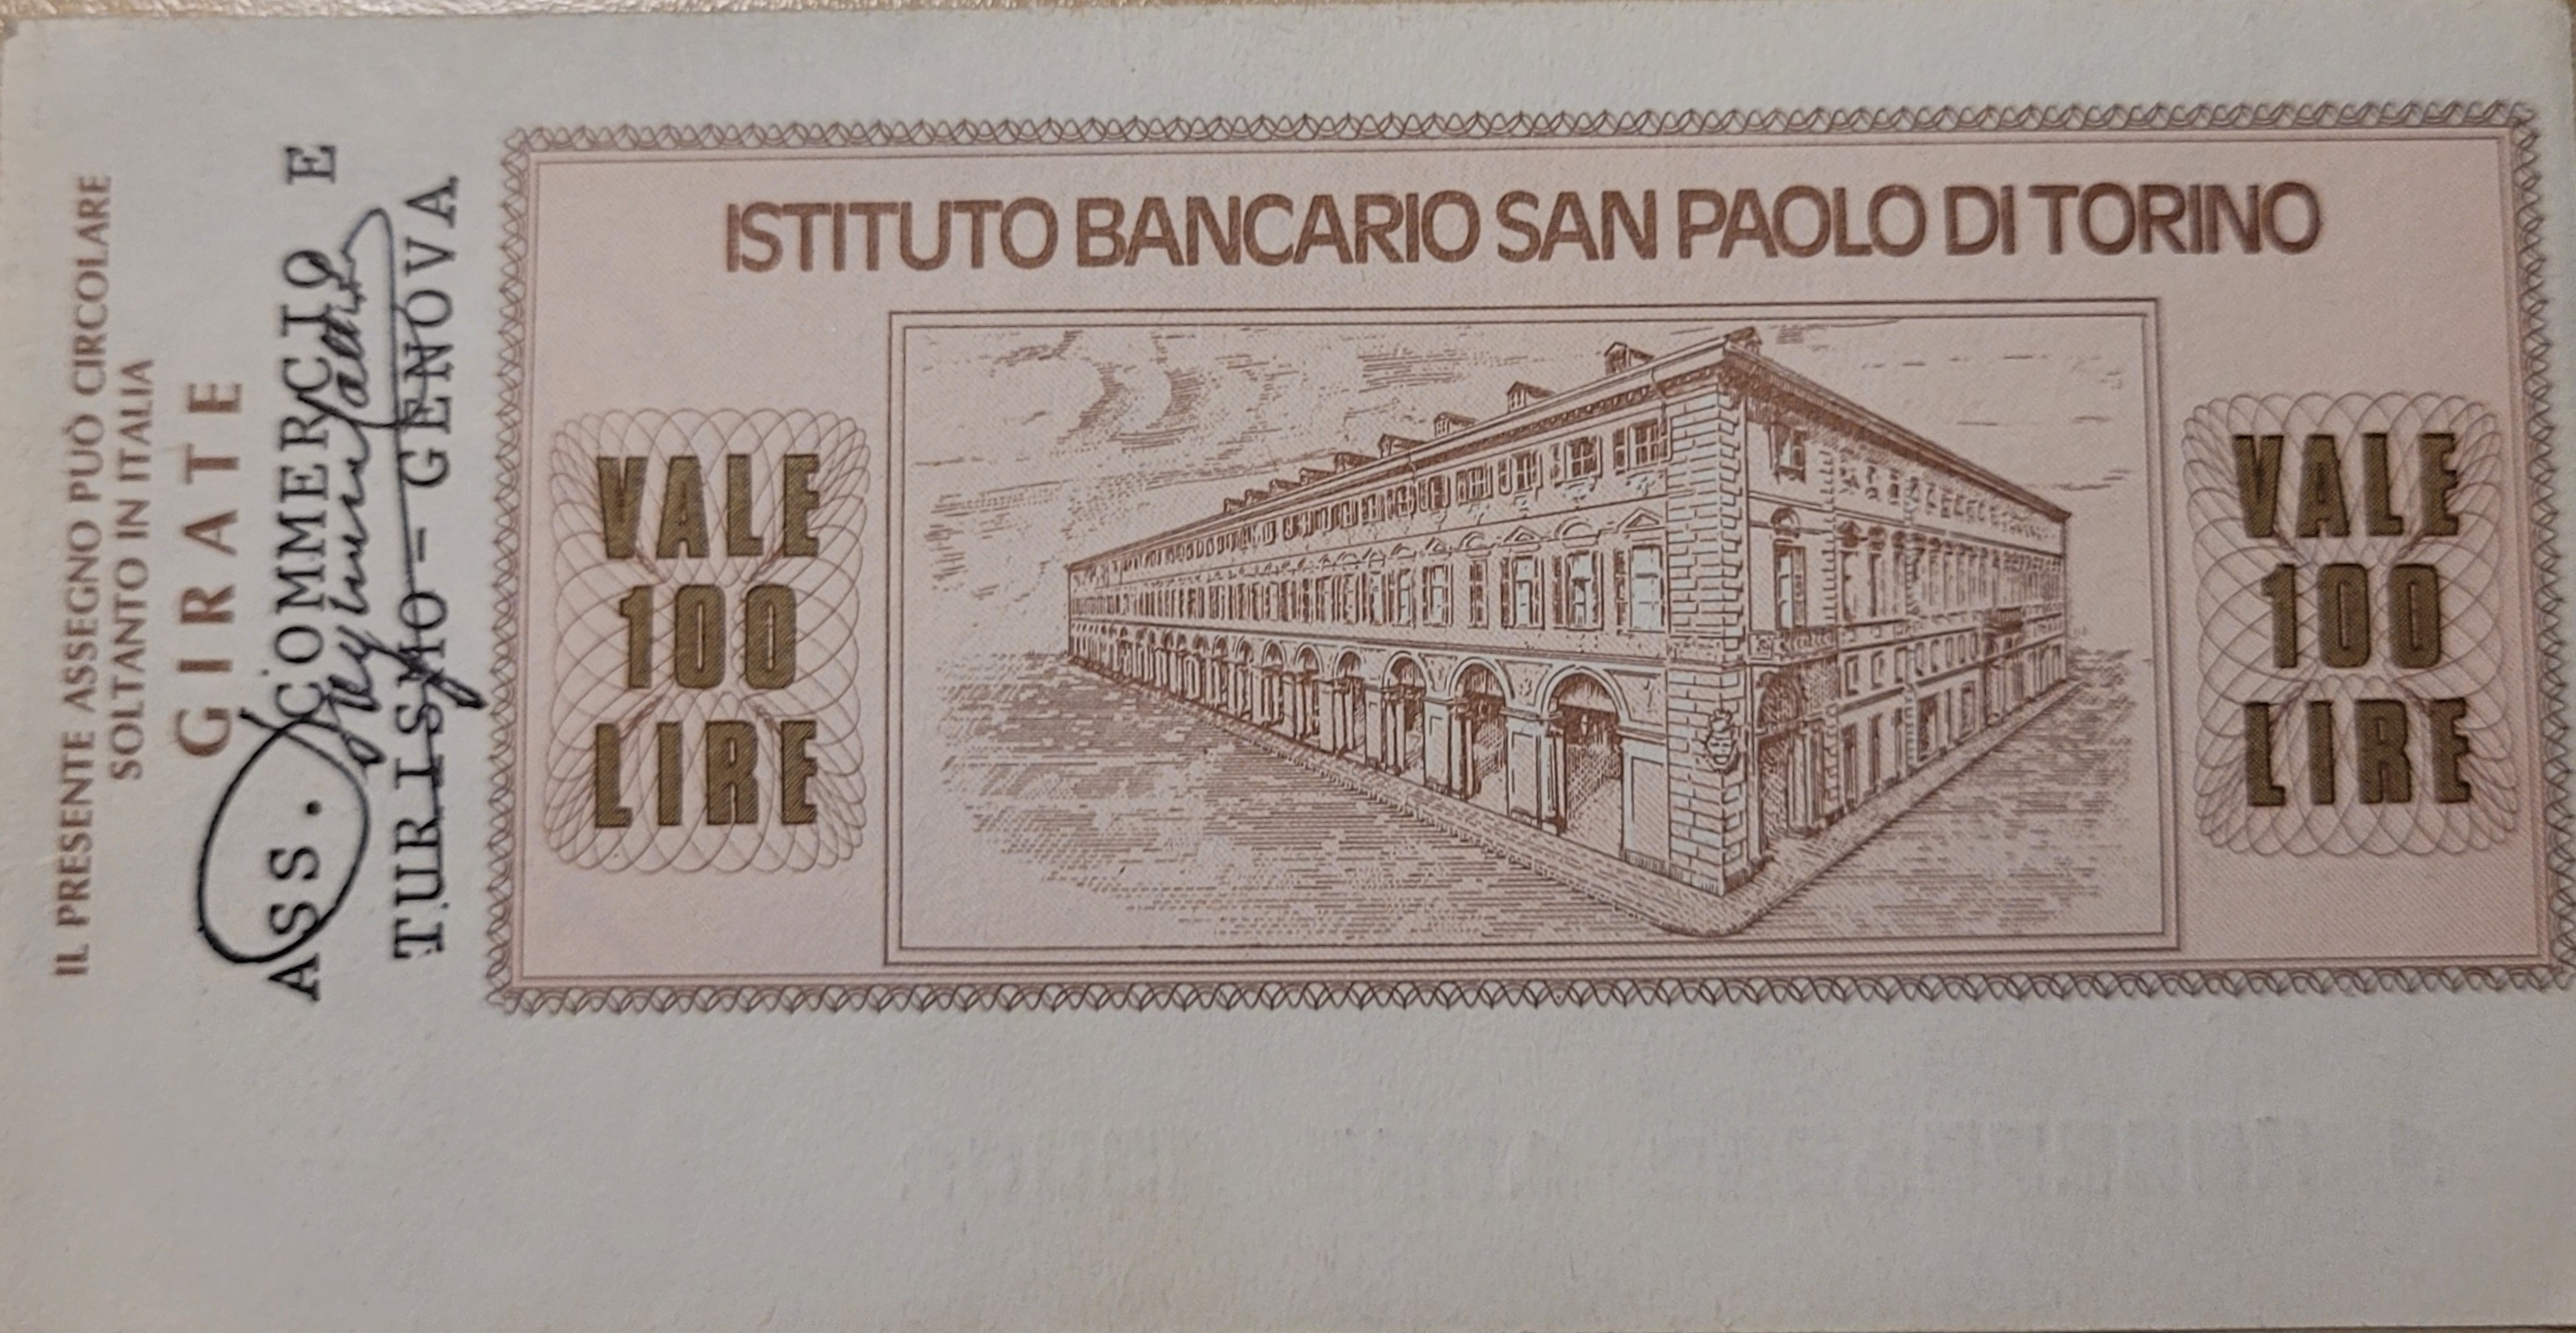 IL PRESENTE ASSEGNO PUÒ CIRCOLARE
SOLTANTO IN ITALIA
GIRATE
ASS. COMMERCIO E
TURISMO - GENOVA
ISTITUTO BANCARIO SAN PAOLO DI TORINO
VALE
100
LIRE
VALE
100
LIRE